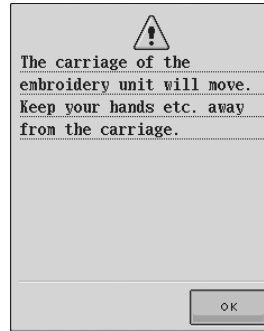 The carriage of the
embroidery unit will move.
Keep your hands etc. away
from the carriage.
OK